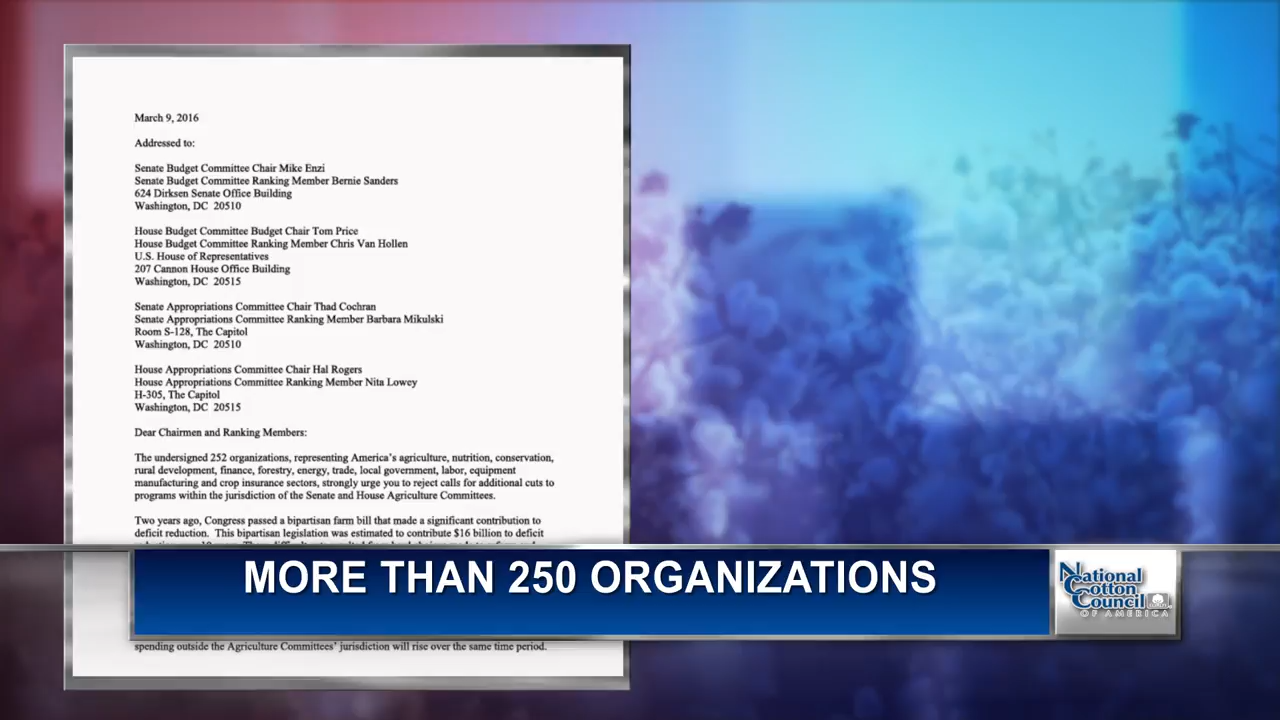 March 9, 2016
Addressed to:
Senate Budget Committee Chair Mike Enzi
Senate Budget Committee Ranking Member Bernie Sanders
624 Dirksen Senate Office Building
Washington, DC 20510
House Budget Committee Budget Chair Tom Price
House Budget Committee Ranking Member Chris Van Hollen
U.S. House of Representatives
207 Cannon House Office Building
Washington, DC 20515
Senate Appropriations Committee Chair Thad Cochran
Senate Appropriations Committee Ranking Member Barbara Mikulski
Room S-128, The Capitol
Washington, DC 20510
House Appropriations Committee Chair Hal Rogers
House Appropriations Committee Ranking Member Nita Lowey
H-305, The Capitol
Washington, DC 20515
Dear Chairmen and Ranking Members:
The undersigned 252 organizations, representing America's agriculture, nutrition, conservation,
rural development, finance, forestry, energy, trade, local government, labor, equipment
manufacturing and crop insurance sectors, strongly urge you to reject calls for additional cuts to
programs within the jurisdiction of the Senate and House Agriculture Committees.
Two years ago, Congress passed a bipartisan farm bill that made a significant contribution to
deficit reduction. This bipartisan legislation was estimated to contribute $16 billion to deficit
MORE THAN 250 ORGANIZATIONS
National
Cotton
Council
OF AMERICA
spending outside the Agriculture Committees' jurisdiction will rise over the same time period.